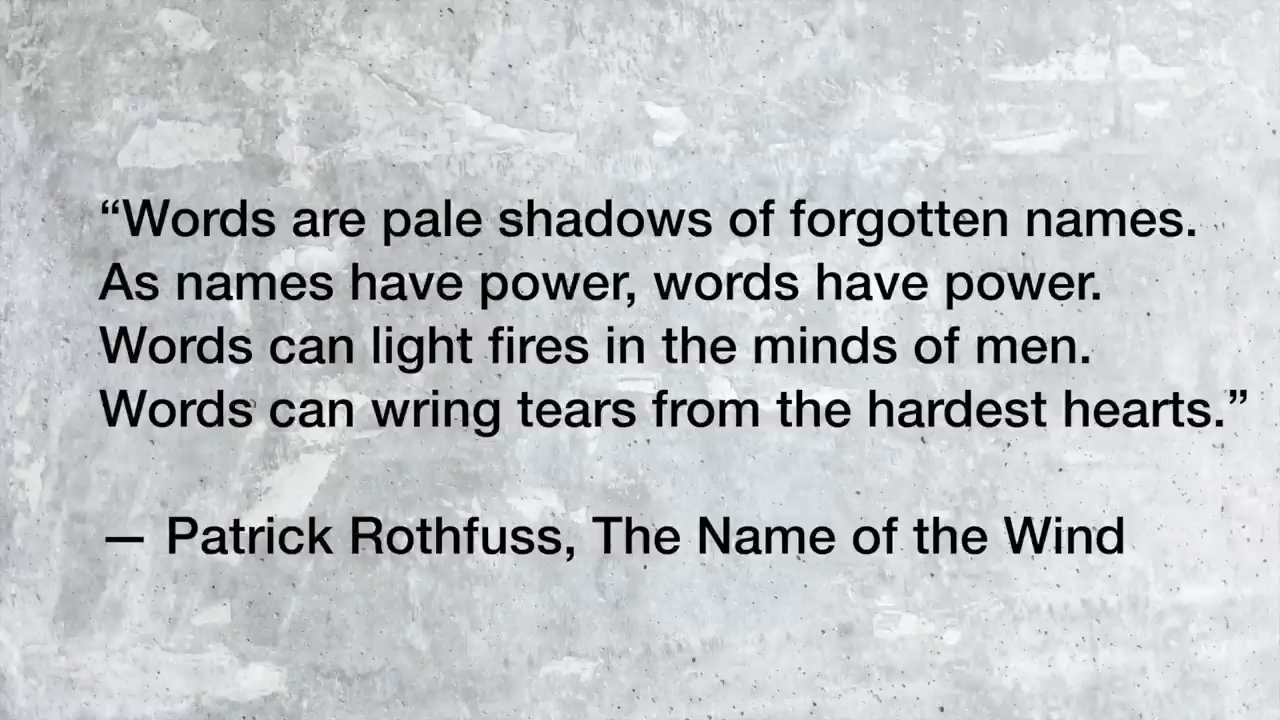 “Words are pale shadows of forgotten names.
As names have power, words have power.
Words can light fires in the minds of men.
Words can wring tears from the hardest hearts.”
— Patrick Rothfuss, The Name of the Wind